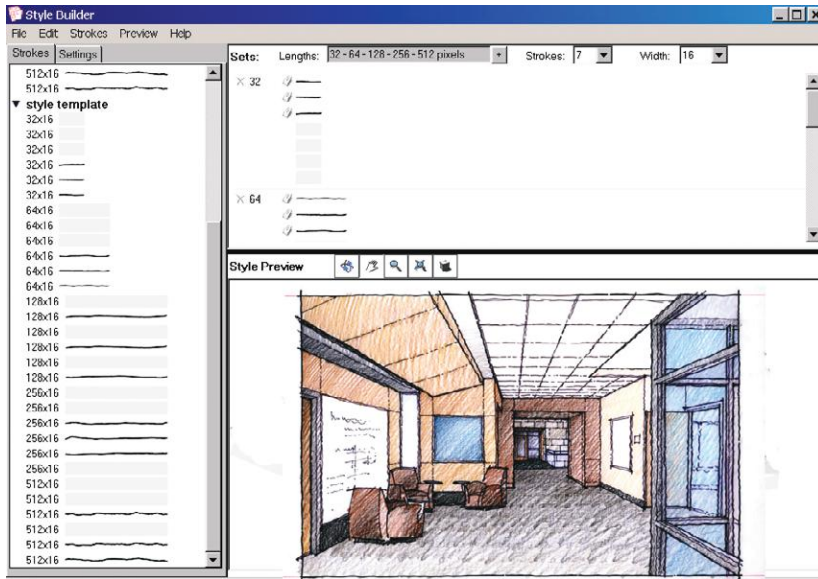 Style Builder
File Edit Strokes Preview Help
Strokes Settings
512x16
512x16
style template
32x16
32x16
32x16
32x16
32x16
32x16
64x16
64x16
64x16
64x16
64x16
64x16
128x16
128x16
128x16
128x16
128x16
128x16
256x16
256x16
256x16
256x16
256x16
256x16
512x16
512x16
512x16
512x16
512x16
512x16
Sets: Lengths: 32 - 64 - 128 - 256 - 512 pixels Strokes: 7 Width: 16
32
64
Style Preview